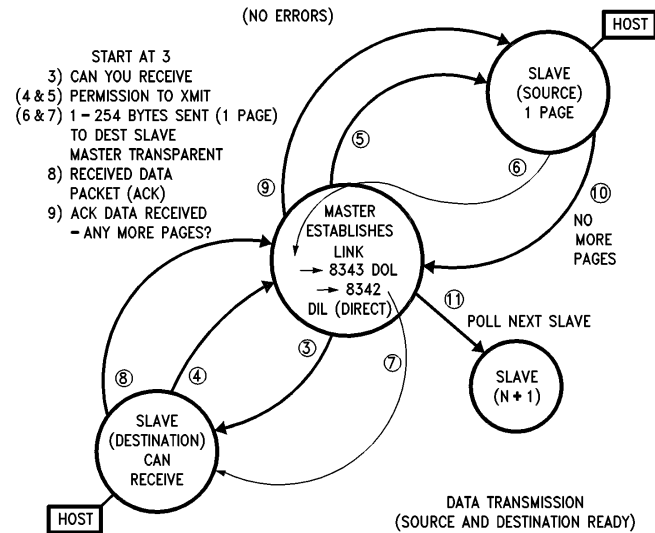 (NO ERRORS)
HOST
START AT 3
3) CAN YOU RECEIVE
(4 & 5) PERMISSION TO XMIT
(6 & 7) 1 – 254 BYTES SENT (1 PAGE)
TO DEST SLAVE
MASTER TRANSPARENT
8) RECEIVED DATA
PACKET (ACK)
9) ACK DATA RECEIVED
– ANY MORE PAGES?
SLAVE
(SOURCE)
1 PAGE
5
6
9
10
NO
MORE
PAGES
MASTER
ESTABLISHES
LINK
→ 8343 DOL
→ 8342
DIL (DIRECT)
11
POLL NEXT SLAVE
3
7
8
4
SLAVE
(N + 1)
SLAVE
(DESTINATION)
CAN
RECEIVE
HOST
DATA TRANSMISSION
(SOURCE AND DESTINATION READY)